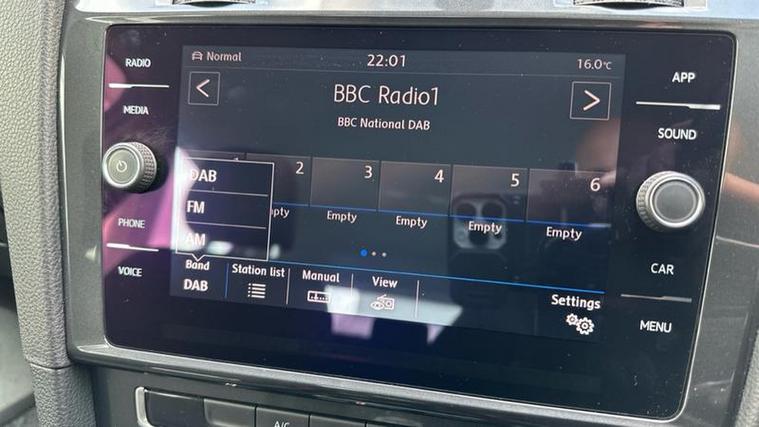 RADIO
MEDIA
PHONE
VOICE
Normal
22:01
16.0°C
<
BBC Radio1
>
BBC National DAB
2
3
4
5
6
DAB
FM
AM
Empty
Empty
Empty
Empty
Band
DAB
Station list
Manual
View
Settings
APP
SOUND
CAR
MENU
A/C